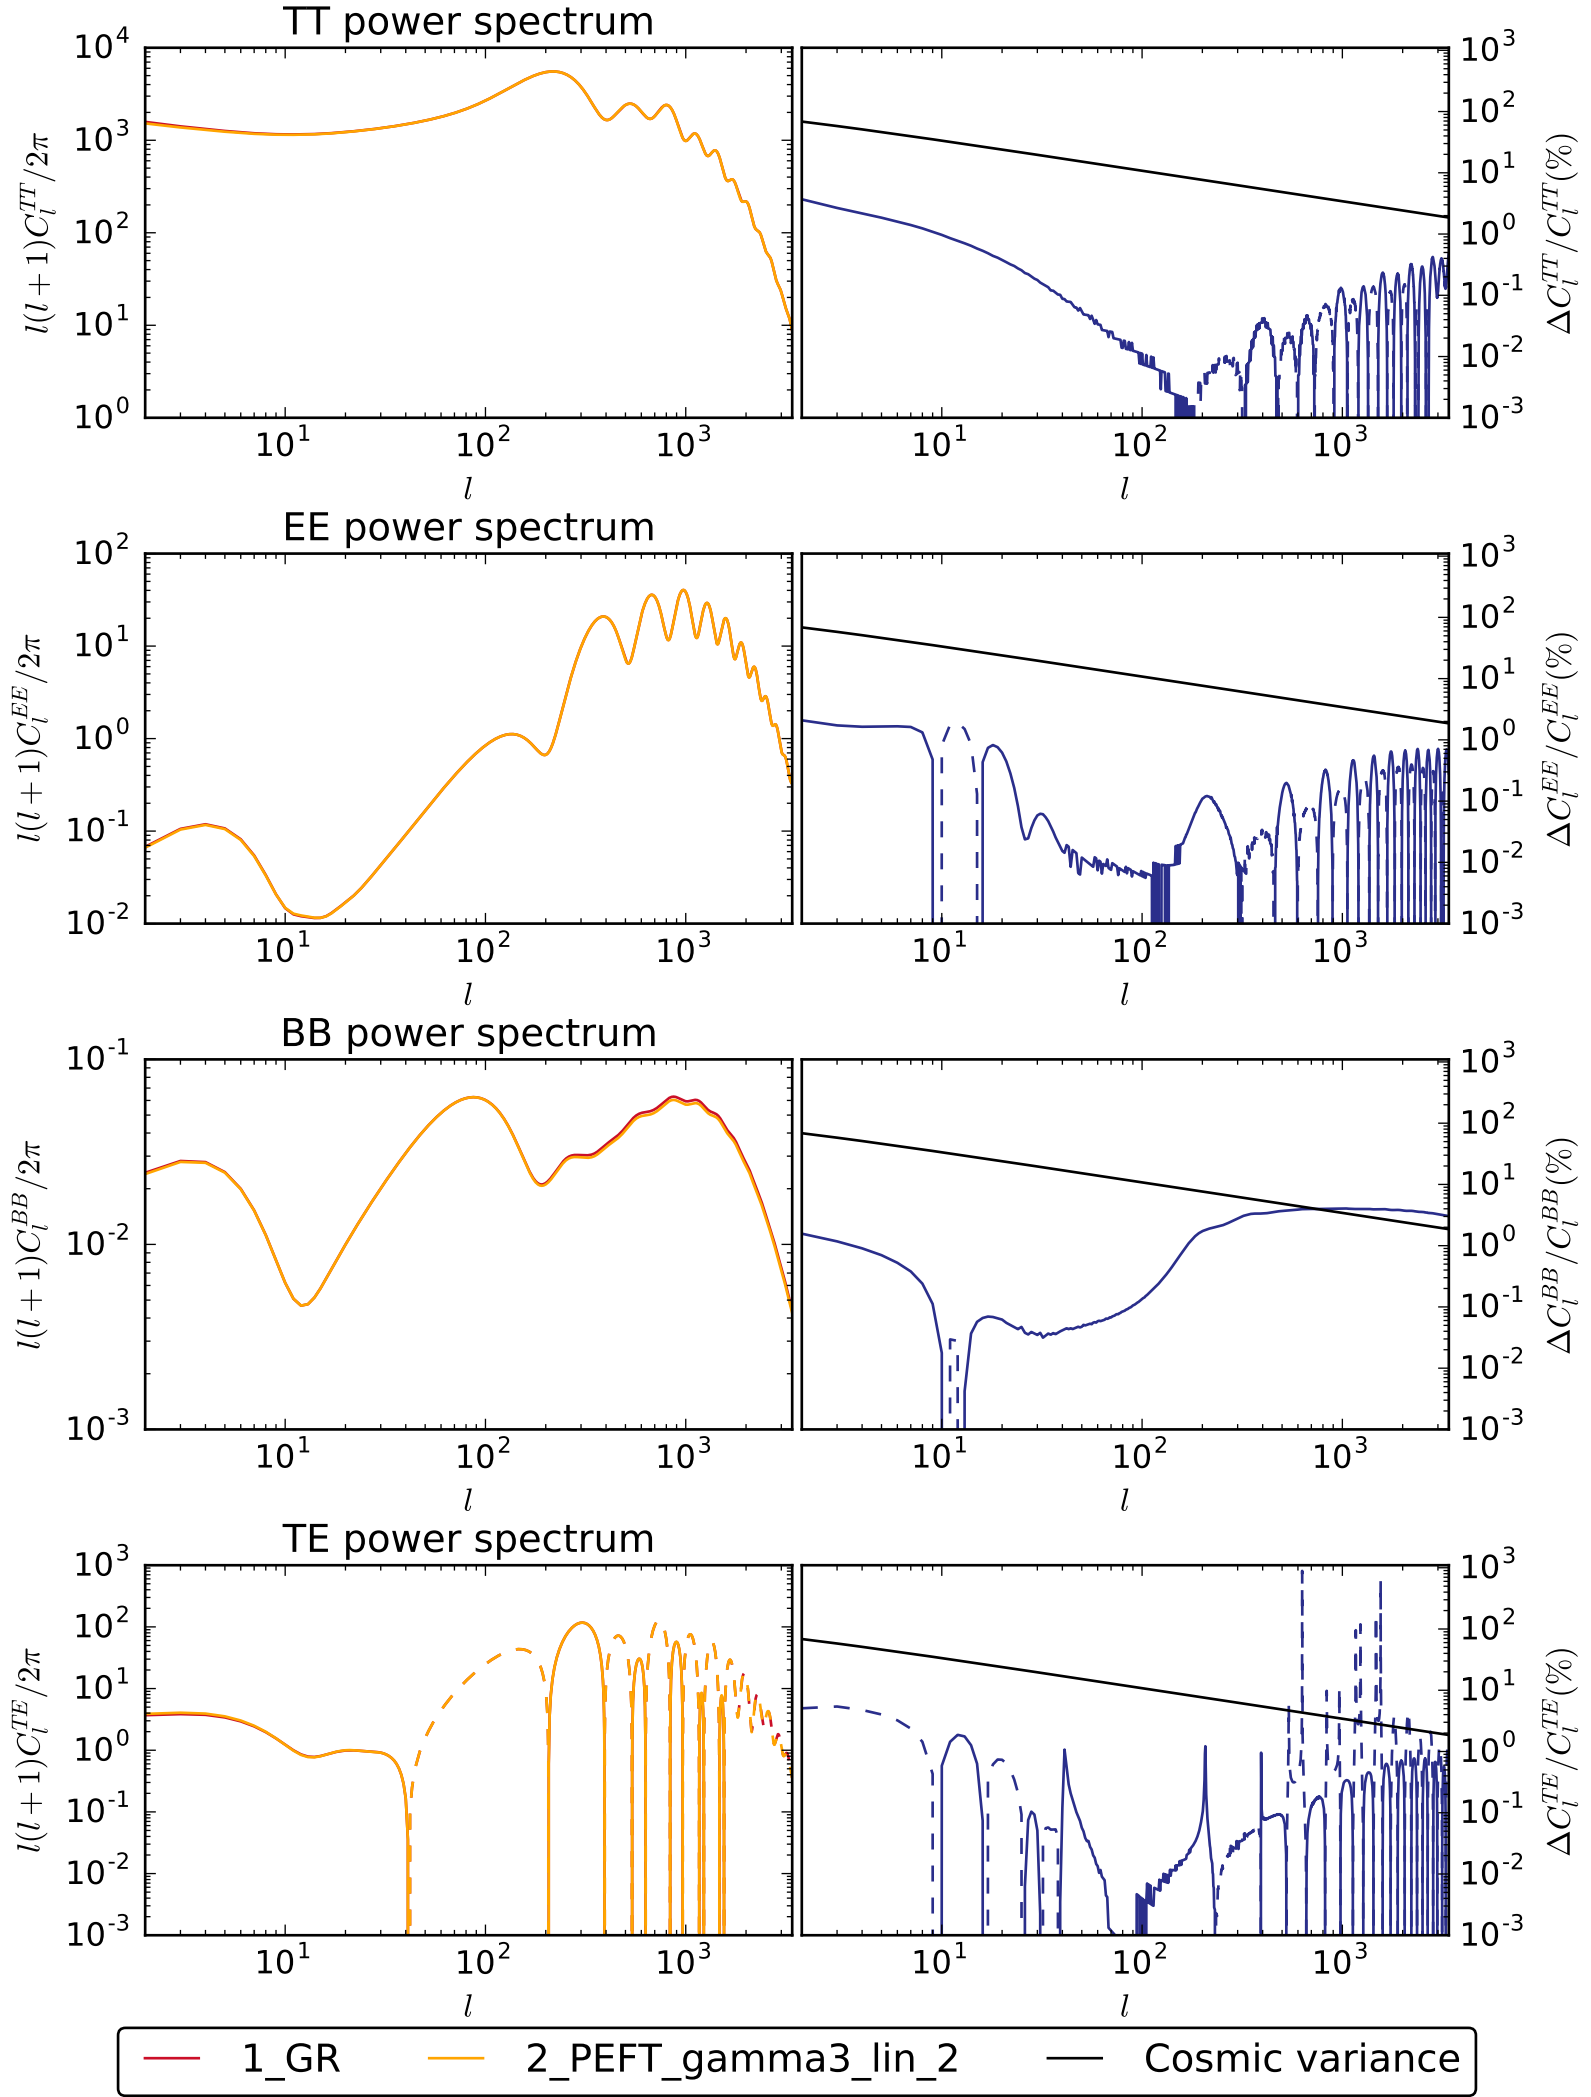 TT power spectrum
10^4
10^3
10^2
10^1
10^0
l(l+1)C_l^{TT}/2π
10^1 10^2 10^3
l
10^3
10^2
10^1
10^0
10^-1
10^-2
10^-3
ΔC_l^{TT}/C_l^{TT}(%)
10^1 10^2 10^3
l
EE power spectrum
10^2
10^1
10^0
10^-1
10^-2
l(l+1)C_l^{EE}/2π
10^1 10^2 10^3
l
10^3
10^2
10^1
10^0
10^-1
10^-2
10^-3
ΔC_l^{EE}/C_l^{EE}(%)
10^1 10^2 10^3
l
BB power spectrum
10^-1
10^-2
10^-3
l(l+1)C_l^{BB}/2π
10^1 10^2 10^3
l
10^3
10^2
10^1
10^0
10^-1
10^-2
10^-3
ΔC_l^{BB}/C_l^{BB}(%)
10^1 10^2 10^3
l
TE power spectrum
10^3
10^2
10^1
10^0
10^-1
10^-2
10^-3
l(l+1)C_l^{TE}/2π
10^1 10^2 10^3
l
10^3
10^2
10^1
10^0
10^-1
10^-2
10^-3
ΔC_l^{TE}/C_l^{TE}(%)
10^1 10^2 10^3
l
1_GR 2_PEFT_gamma3_lin_2 Cosmic variance